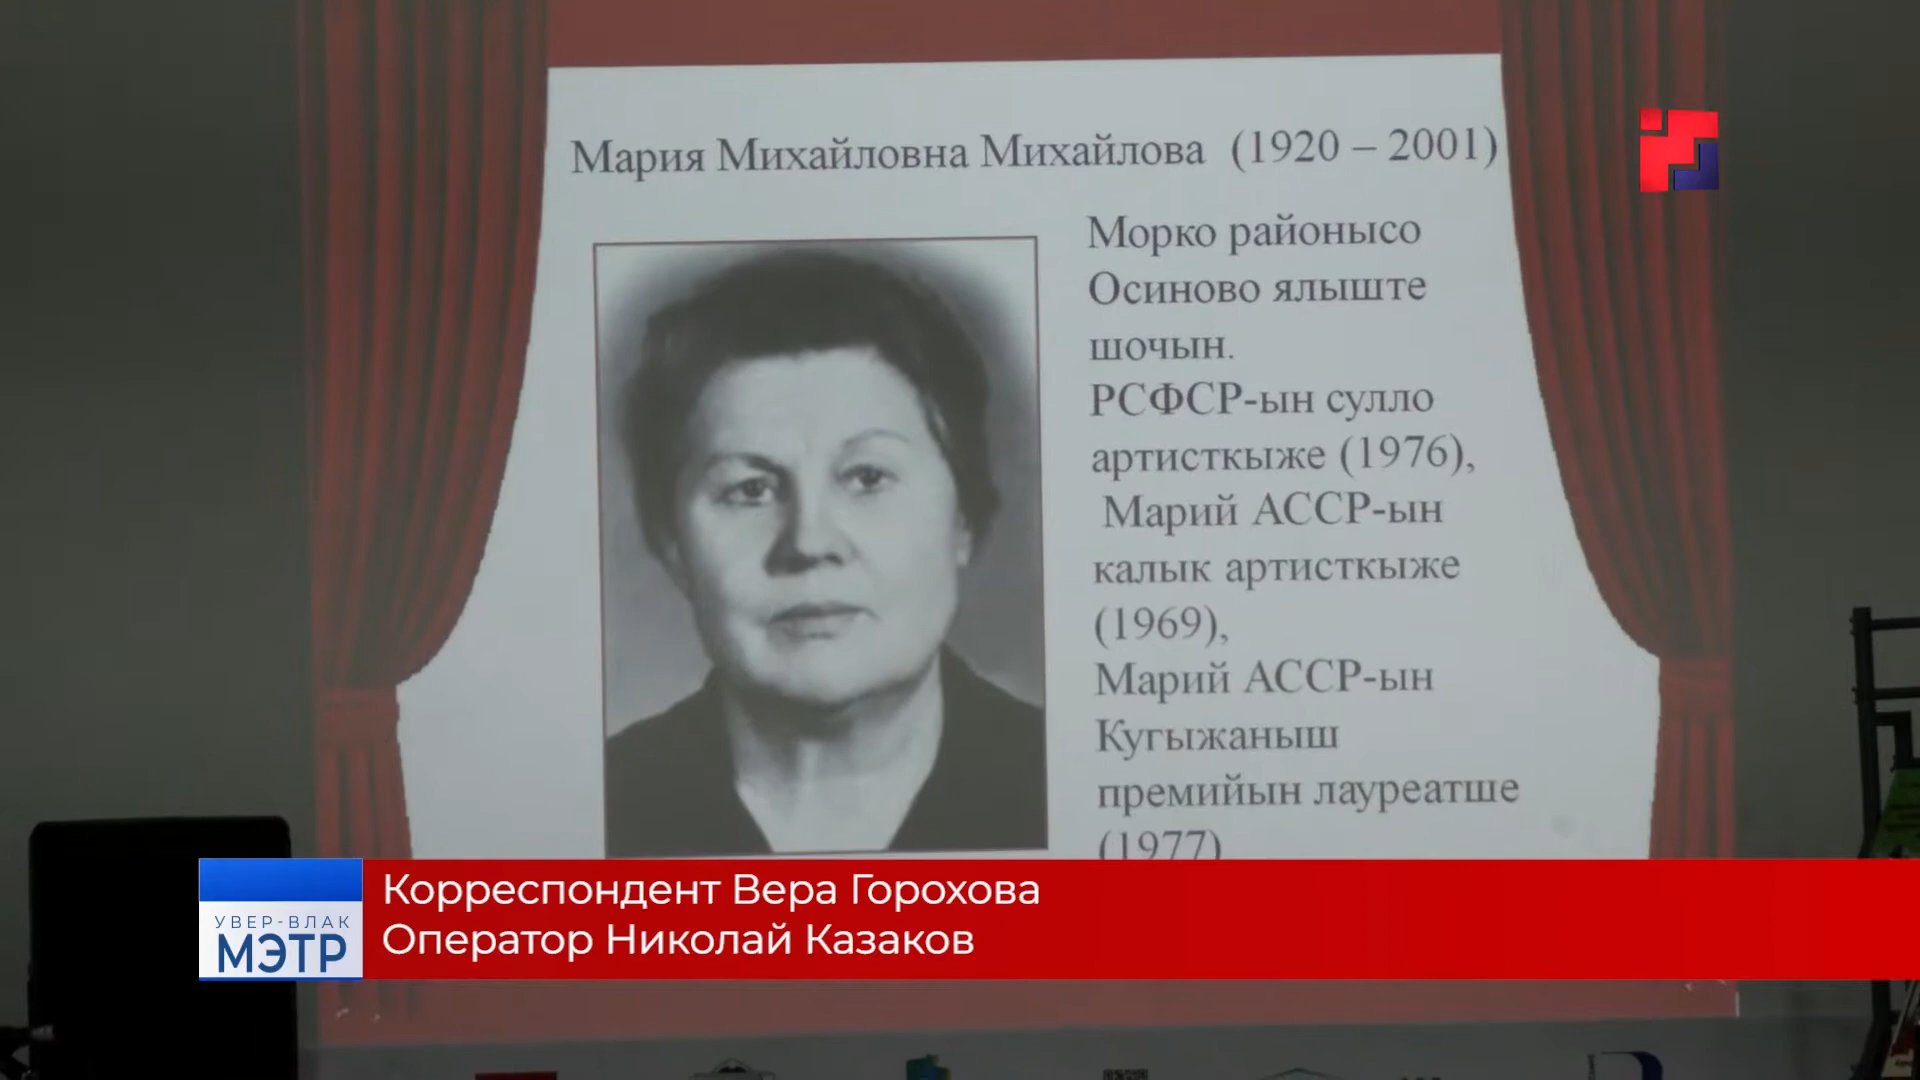 Мария Михайловна Михайлова (1920 – 2001)
Морко районысо
Осиново ялыште
шочын.
РСФСР-ын сулло
артисткыже (1976),
Марий АССР-ын
калык артисткыже
(1969),
Марий АССР-ын
Кугыжаныш
премийын лауреатше
(1977)
Корреспондент Вера Горохова
Оператор Николай Казаков
УВЕР-ВЛАК
МЭТР